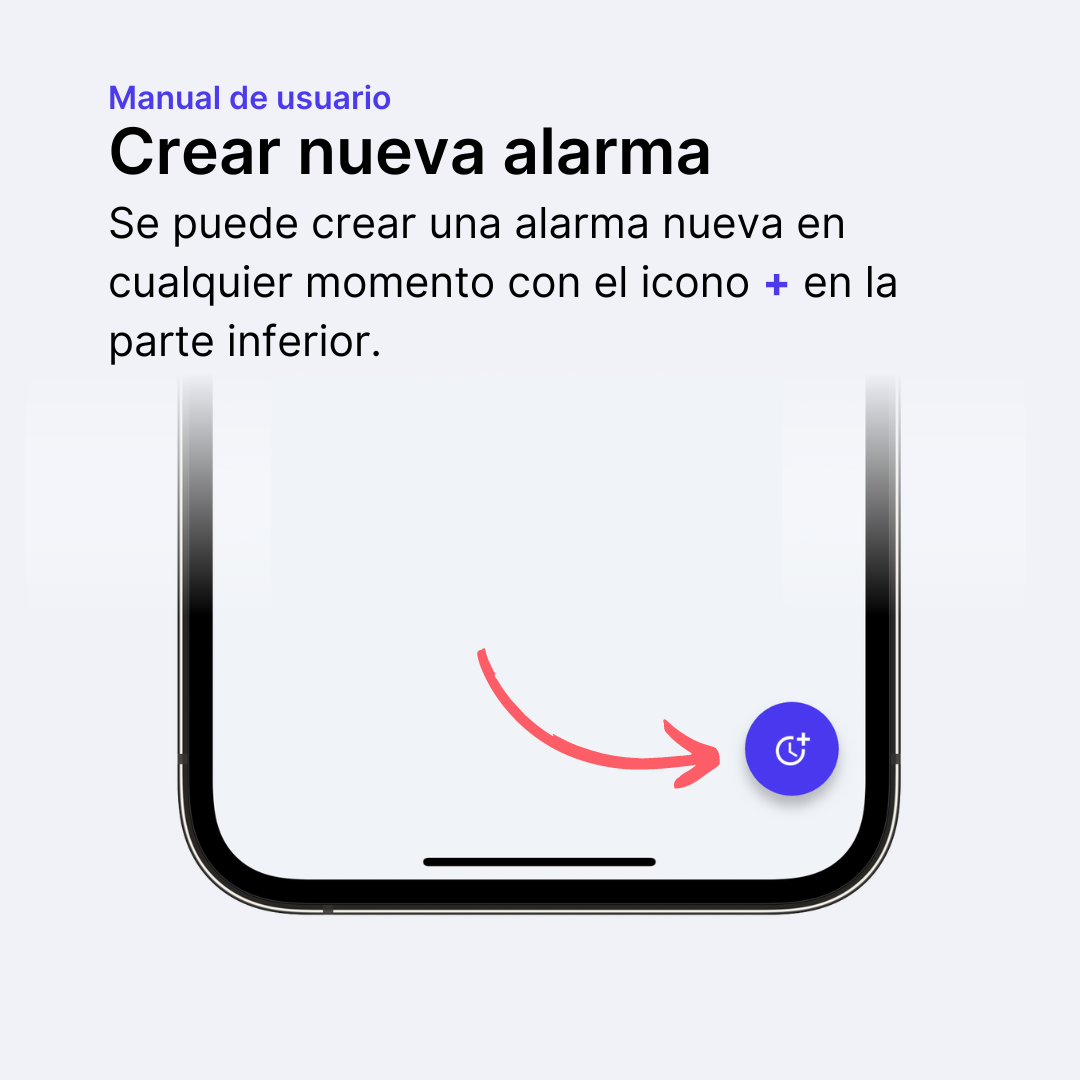 Manual de usuario
Crear nueva alarma
Se puede crear una alarma nueva en
cualquier momento con el icono + en la
parte inferior.